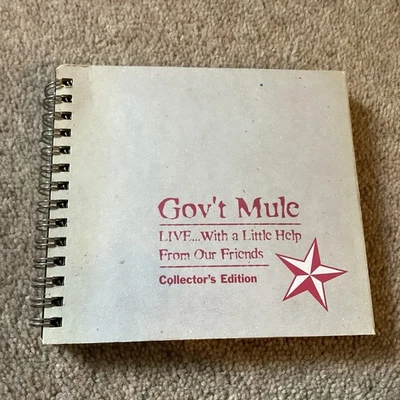 Gov't Mule
LIVE...With a Little Help
From Our Friends
Collector's Edition